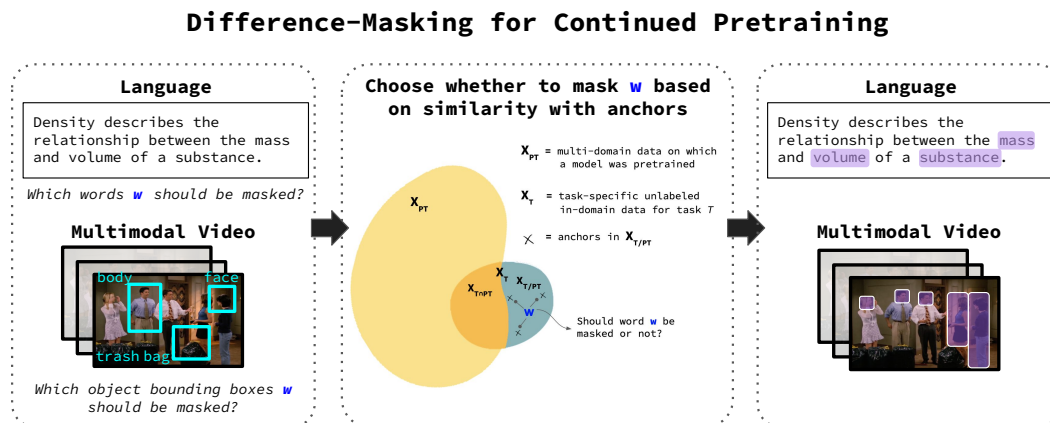 Difference-Masking for Continued Pretraining
Language
Density describes the
relationship between the mass
and volume of a substance.
Which words w should be masked?
Multimodal Video
body
face
trash bag
Which object bounding boxes w
should be masked?
Choose whether to mask w based
on similarity with anchors
X_PT = multi-domain data on which
a model was pretrained
X_T = task-specific unlabeled
in-domain data for task T
× = anchors in X_T/PT
X_PT
X_T
X_T∩PT
X_T/PT
w
Should word w be
masked or not?
Language
Density describes the
relationship between the mass
and volume of a substance.
Multimodal Video